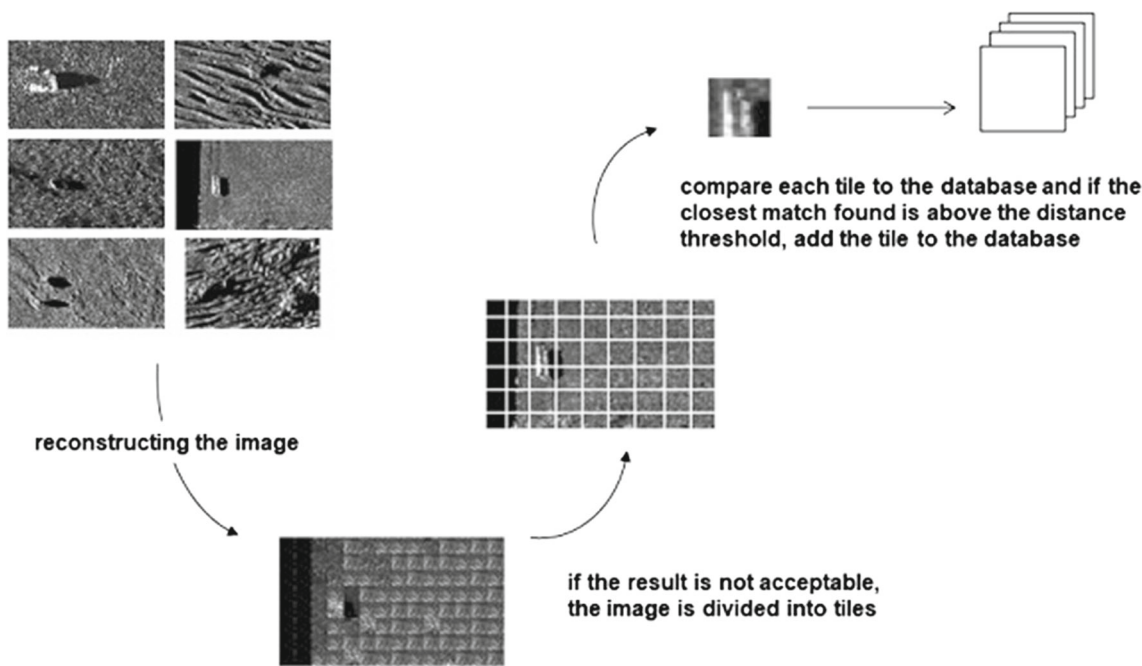 reconstructing the image
if the result is not acceptable,
the image is divided into tiles
compare each tile to the database and if the
closest match found is above the distance
threshold, add the tile to the database